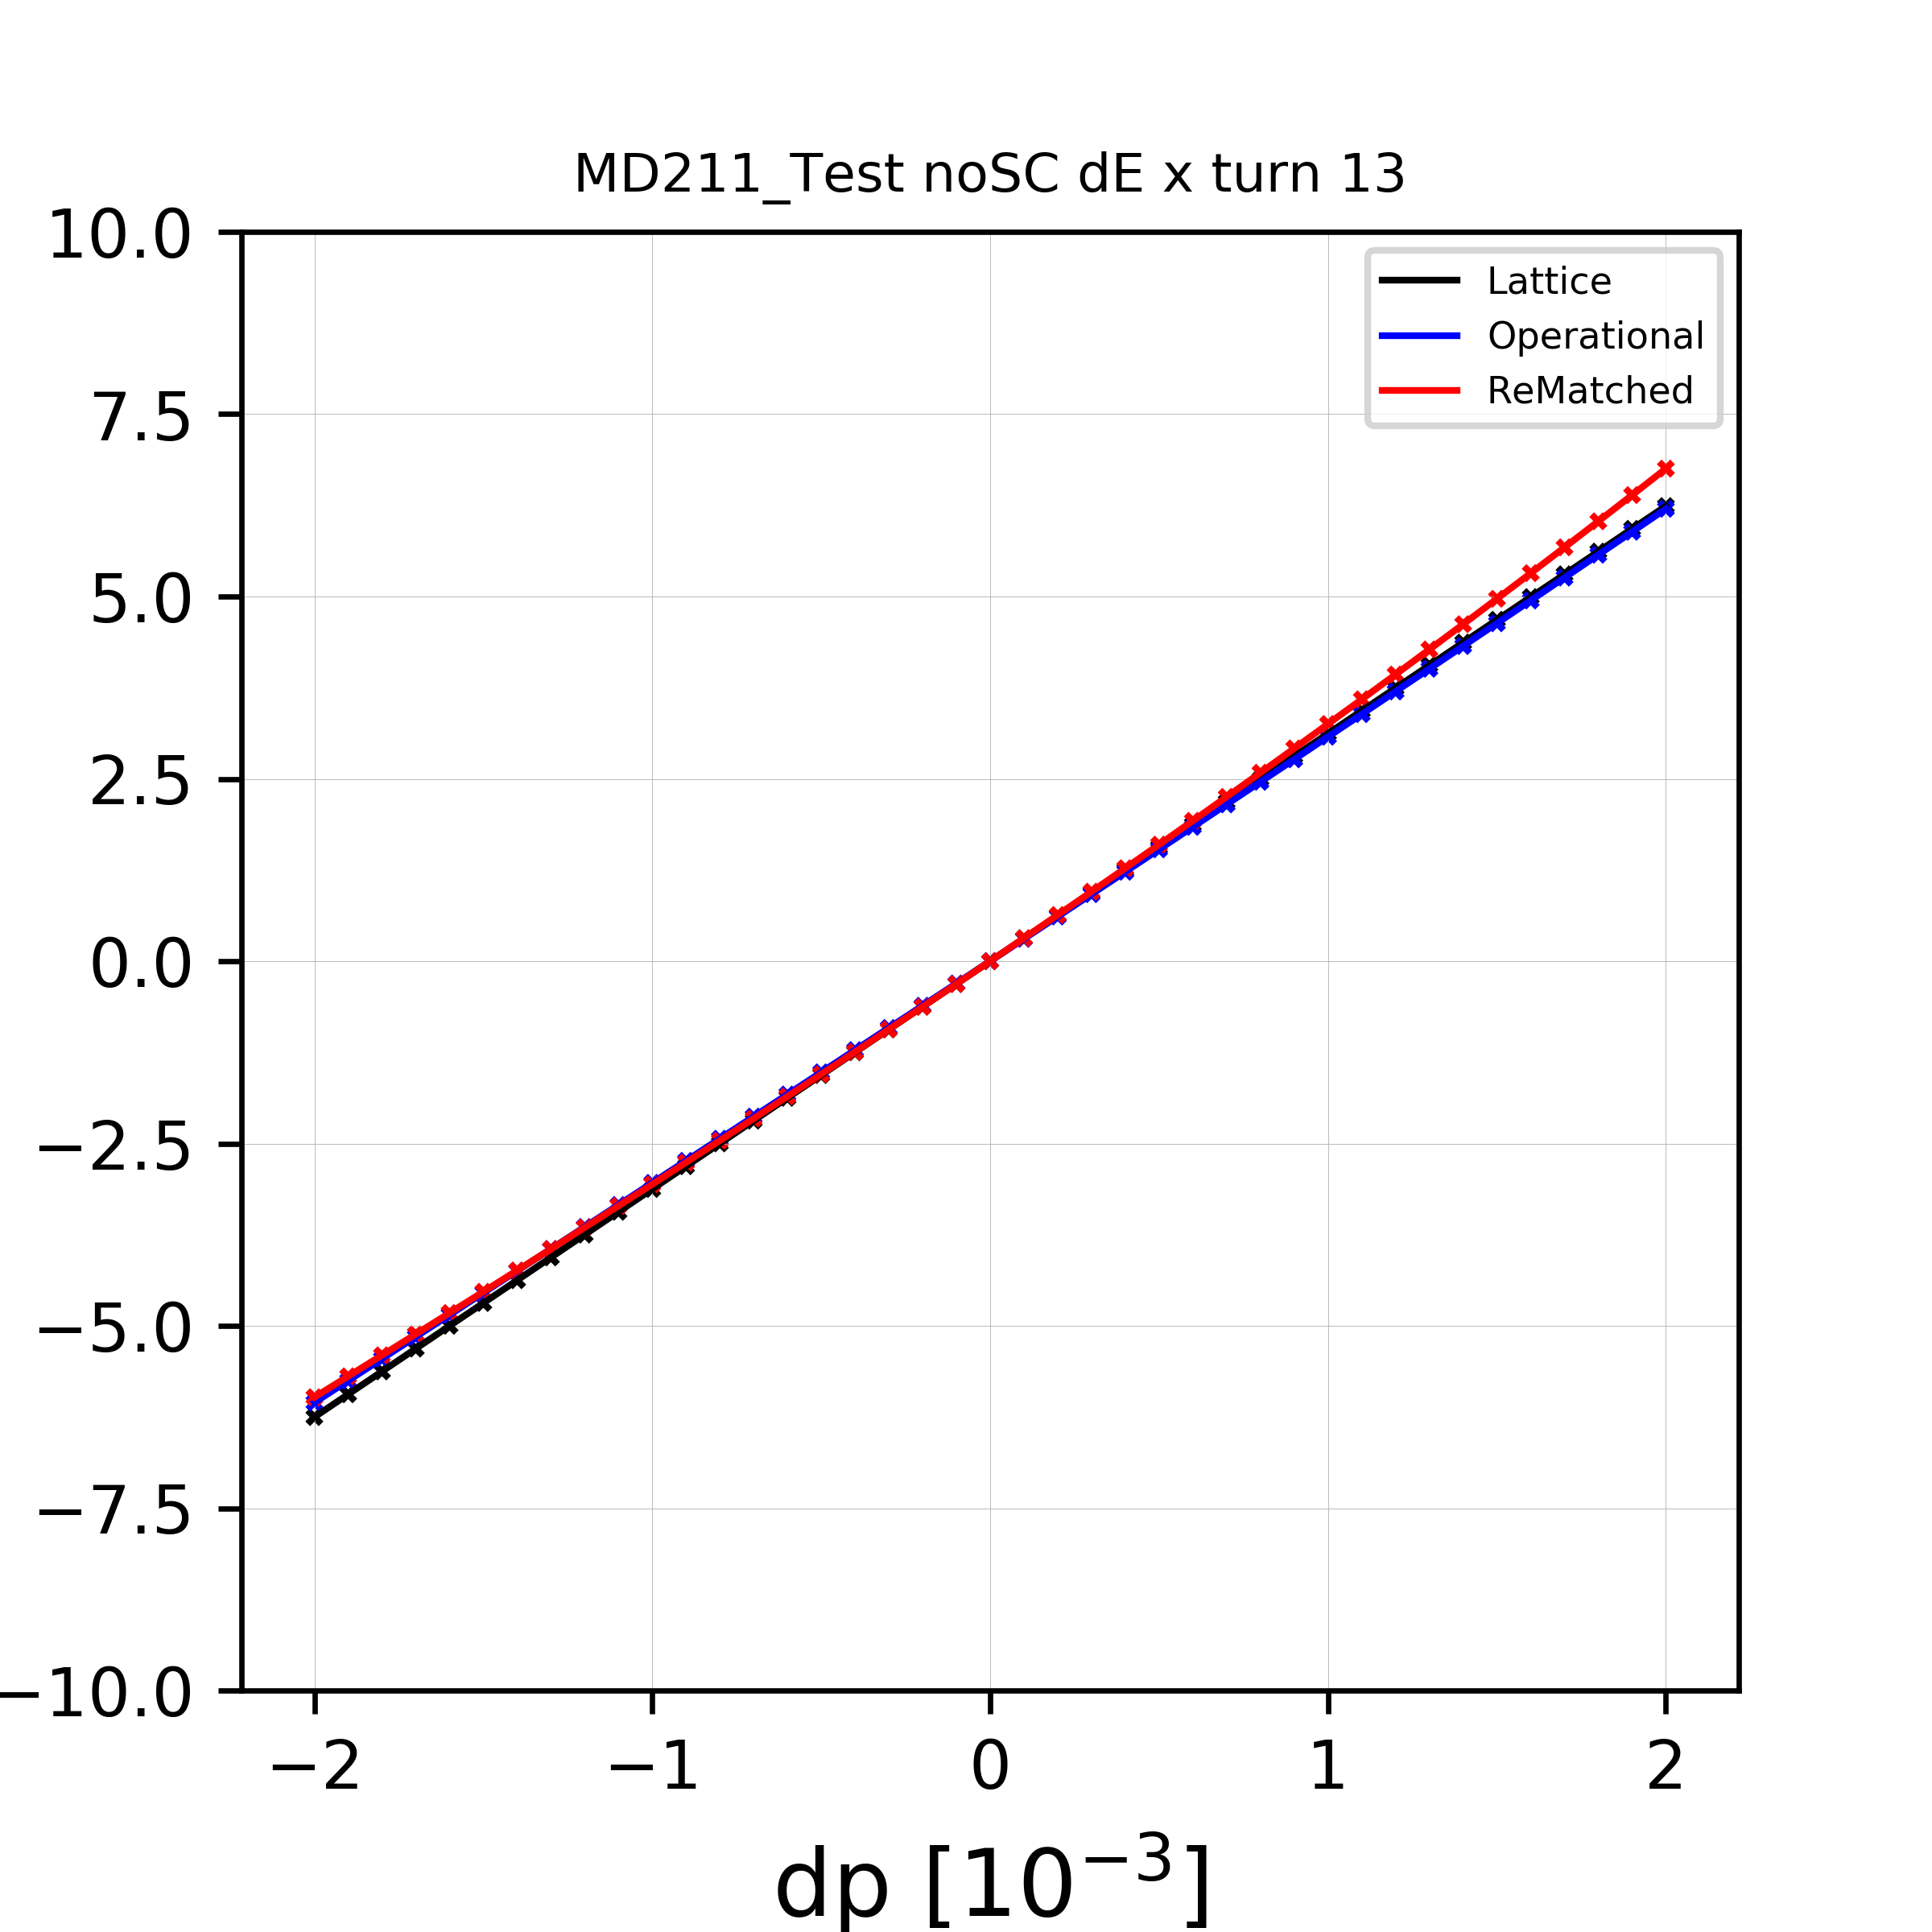 MD211_Test noSC dE x turn 13
10.0
7.5
5.0
2.5
0.0
−2.5
−5.0
−7.5
−10.0
Lattice
Operational
ReMatched
−2 −1 0 1 2
dp [10⁻³]